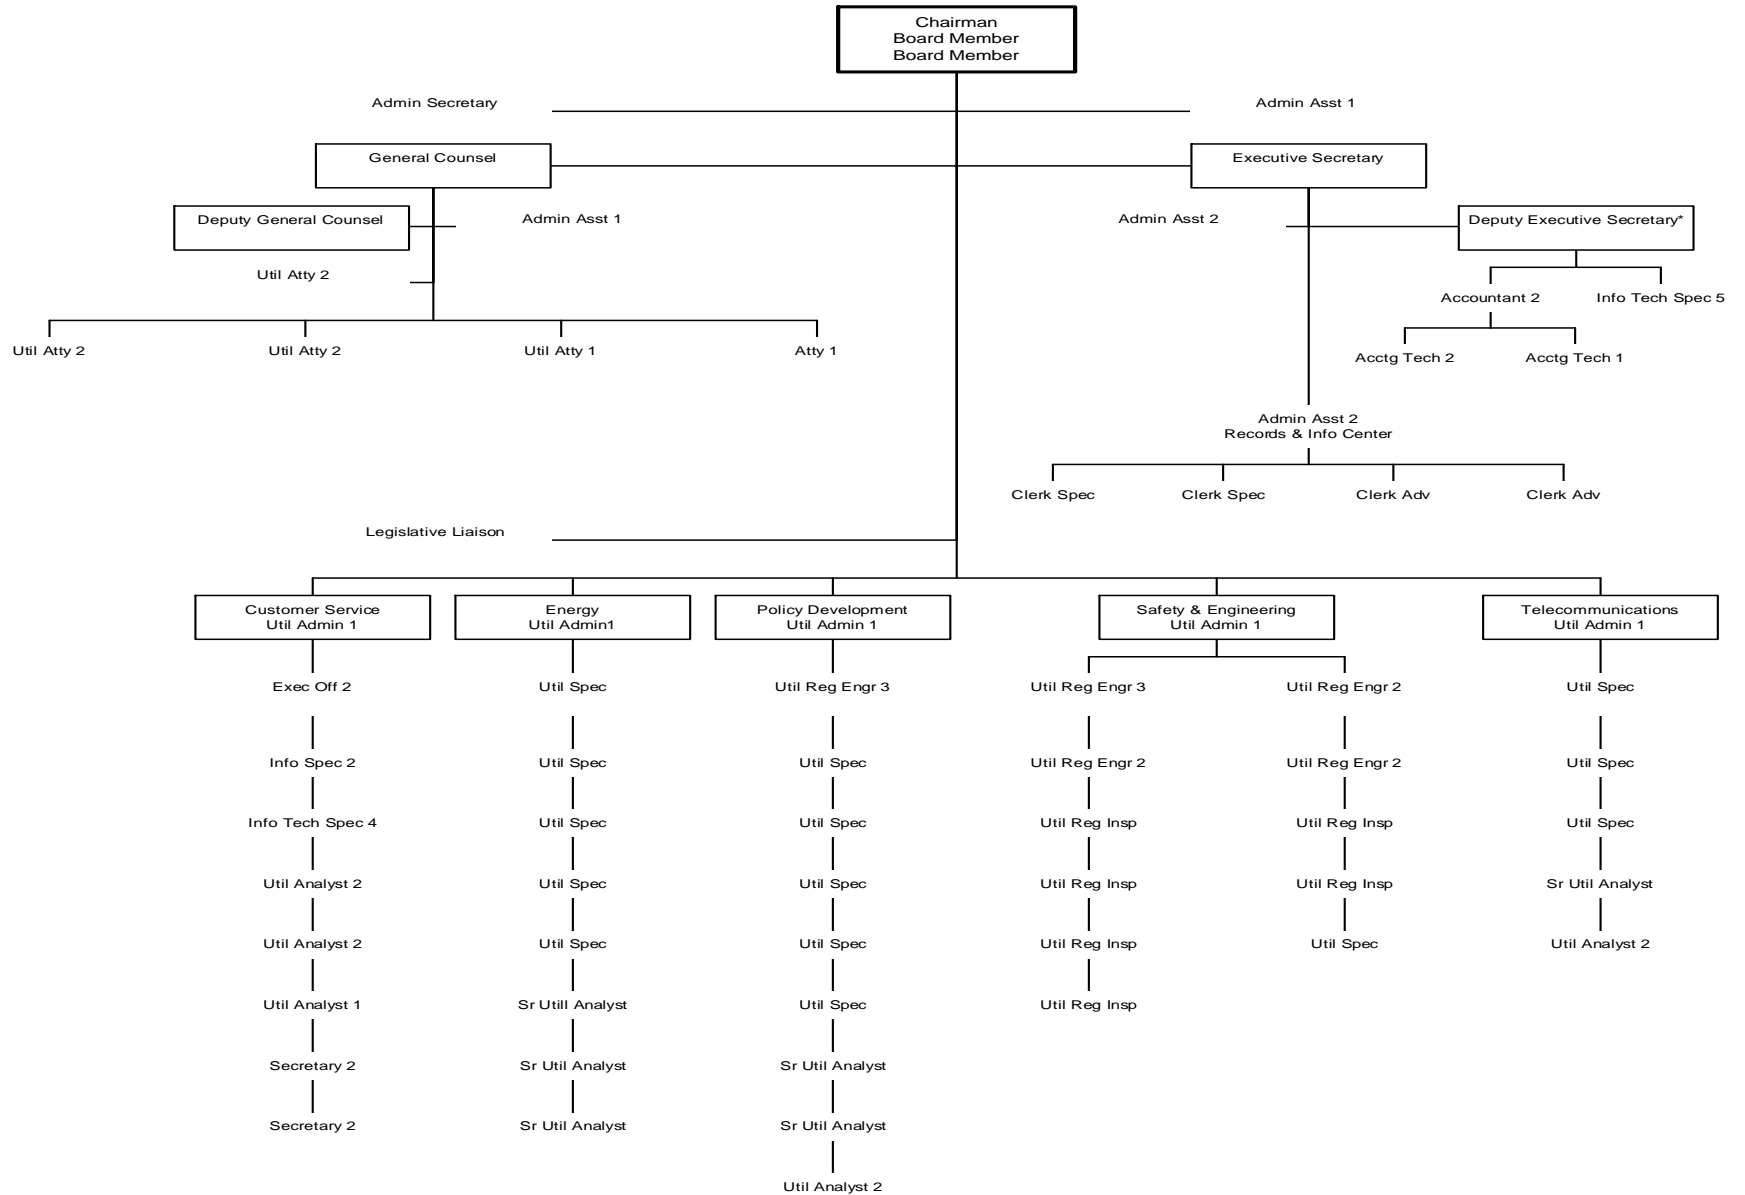 Chairman
Board Member
Board Member
Admin Secretary
Admin Asst 1
General Counsel
Executive Secretary
Deputy General Counsel
Admin Asst 1
Admin Asst 2
Deputy Executive Secretary*
Util Atty 2
Accountant 2
Info Tech Spec 5
Util Atty 2
Util Atty 2
Util Atty 1
Atty 1
Acctg Tech 2
Acctg Tech 1
Admin Asst 2
Records & Info Center
Clerk Spec
Clerk Spec
Clerk Adv
Clerk Adv
Legislative Liaison
Customer Service
Util Admin 1
Energy
Util Admin1
Policy Development
Util Admin 1
Safety & Engineering
Util Admin 1
Telecommunications
Util Admin 1
Exec Off 2
Util Spec
Util Reg Engr 3
Util Reg Engr 3
Util Reg Engr 2
Util Spec
Info Spec 2
Util Spec
Util Spec
Util Reg Engr 2
Util Reg Engr 2
Util Spec
Info Tech Spec 4
Util Spec
Util Spec
Util Reg Insp
Util Reg Insp
Util Spec
Util Analyst 2
Util Spec
Util Spec
Util Reg Insp
Util Reg Insp
Sr Util Analyst
Util Analyst 2
Util Spec
Util Spec
Util Reg Insp
Util Spec
Util Analyst 2
Util Analyst 1
Sr Utill Analyst
Util Spec
Util Reg Insp
Secretary 2
Sr Util Analyst
Sr Util Analyst
Secretary 2
Sr Util Analyst
Sr Util Analyst
Util Analyst 2